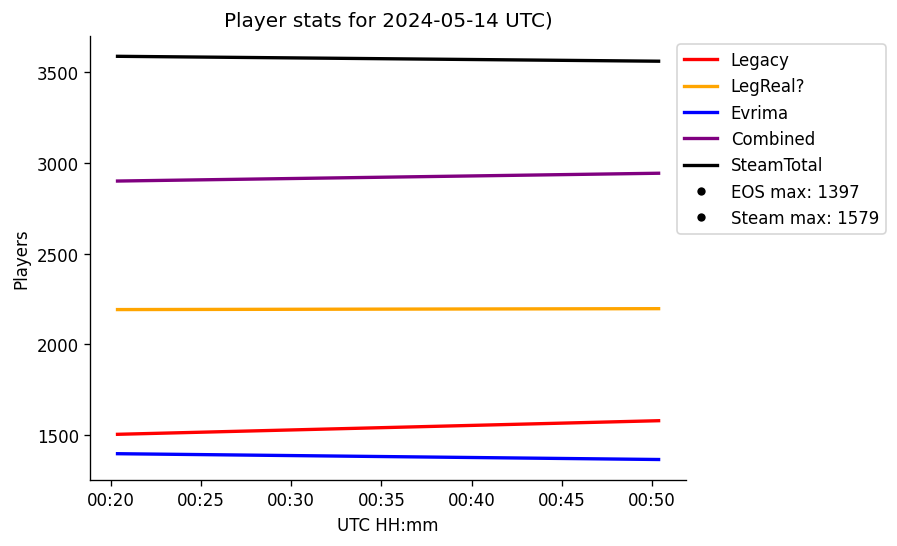 Player stats for 2024-05-14 UTC)
Legacy
LegReal?
Evrima
Combined
SteamTotal
EOS max: 1397
Steam max: 1579
Players
3500
3000
2500
2000
1500
00:20 00:25 00:30 00:35 00:40 00:45 00:50
UTC HH:mm